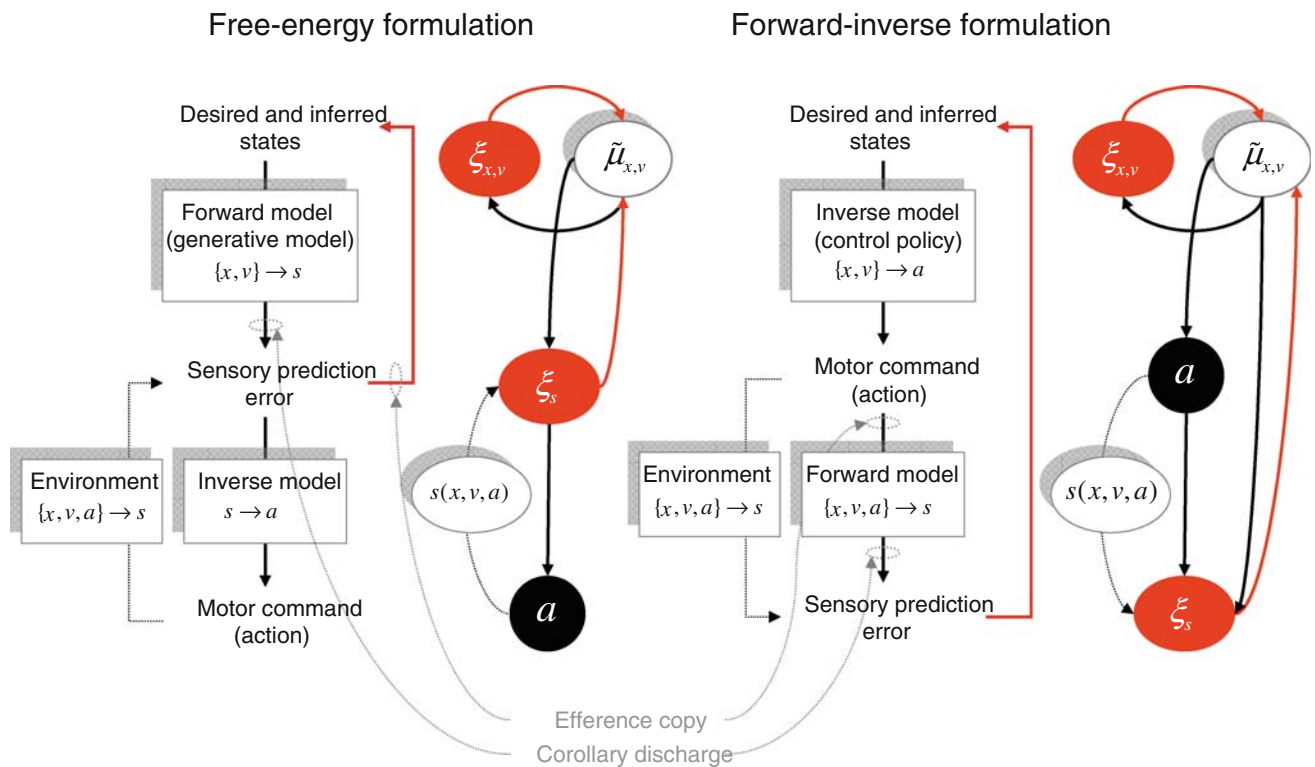 Free-energy formulation
Forward-inverse formulation
Desired and inferred
states
Forward model
(generative model)
{x, v} → s
Sensory prediction
error
Environment
{x, v, a} → s
Inverse model
s → a
Motor command
(action)
ξx,v
μ̃x,v
ξs
s(x, v, a)
a
Desired and inferred
states
Inverse model
(control policy)
{x, v} → a
Motor command
(action)
Environment
{x, v, a} → s
Forward model
{x, v, a} → s
Sensory prediction
error
ξx,v
μ̃x,v
a
s(x, v, a)
ξs
Efference copy
Corollary discharge